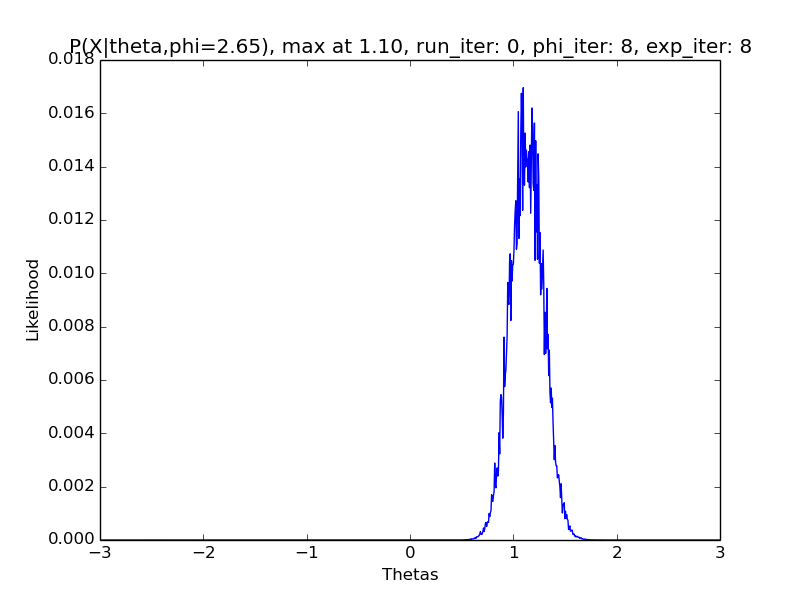 P(X|theta,phi=2.65), max at 1.10, run_iter: 0, phi_iter: 8, exp_iter: 8
0.018
0.016
0.014
0.012
0.010
0.008
0.006
0.004
0.002
0.000
Likelihood
−3 −2 −1 0 1 2 3
Thetas